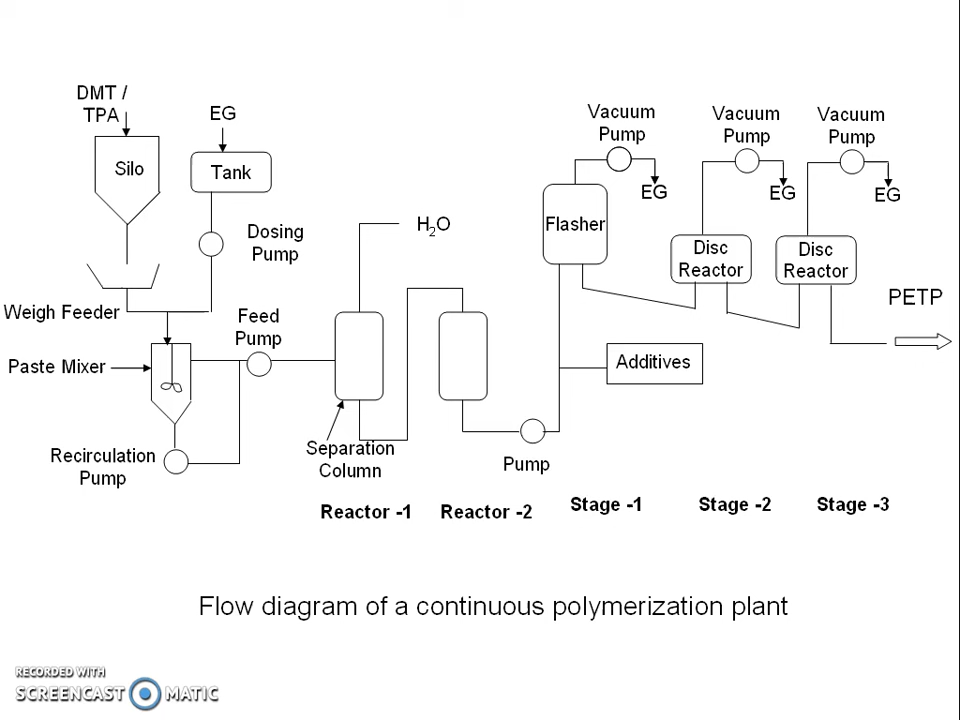 DMT /
TPA
EG
Silo
Tank
Dosing
Pump
Weigh Feeder
Feed
Pump
Paste Mixer
Recirculation
Pump
H₂O
Separation
Column
Reactor -1
Reactor -2
Pump
Vacuum
Pump
EG
Flasher
Vacuum
Pump
EG
Disc
Reactor
Vacuum
Pump
EG
Disc
Reactor
PETP
Additives
Stage -1
Stage -2
Stage -3
Flow diagram of a continuous polymerization plant
RECORDED WITH
SCREENCAST MATIC